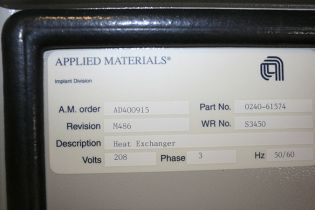 APPLIED MATERIALS®
Implant Division
A.M. order AD400915 Part No. 0240-61574
Revision M486 WR No. S3450
Description Heat Exchanger
Volts 208 Phase 3 Hz 50/60